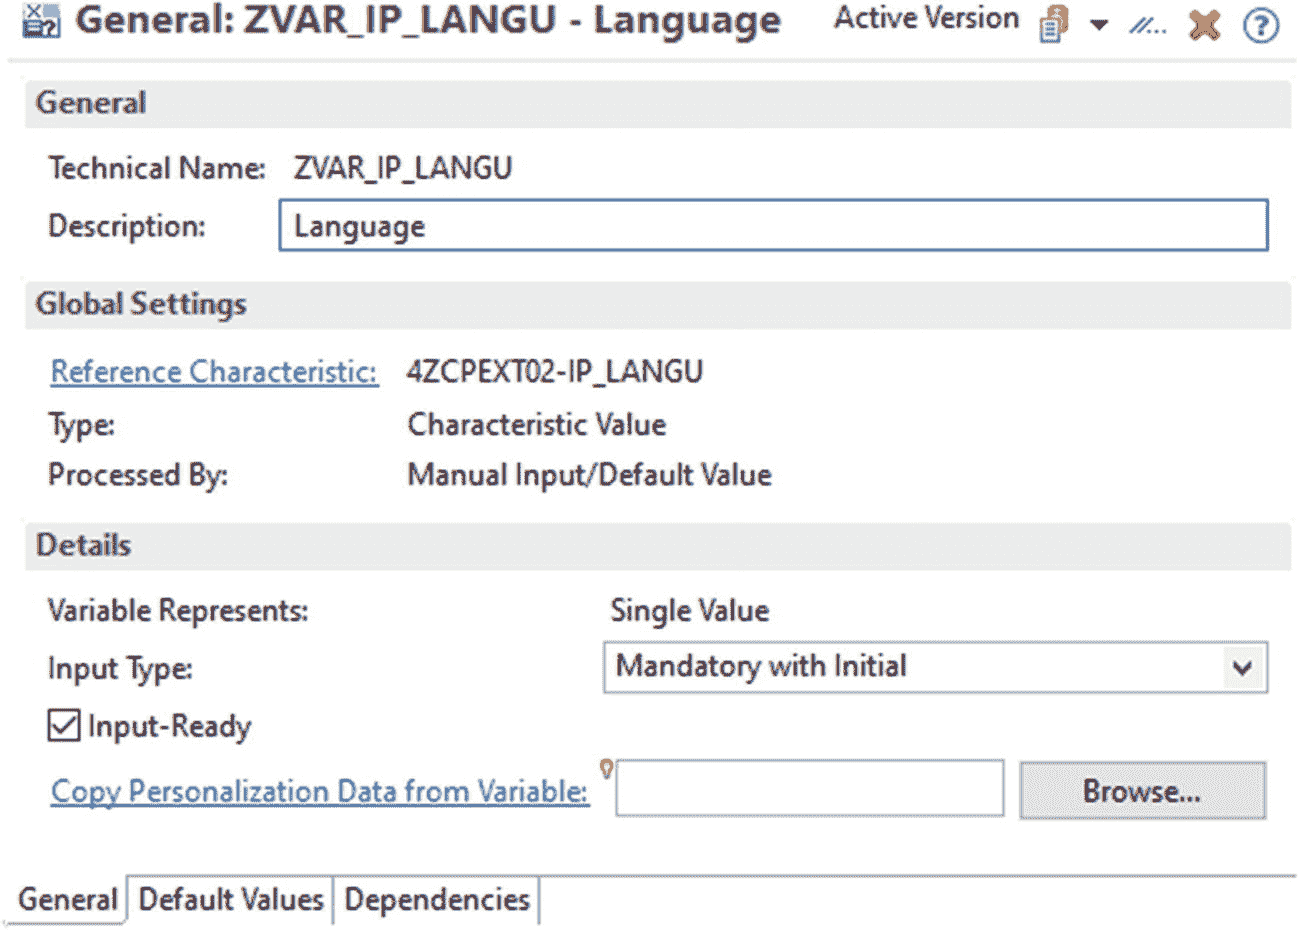 General: ZVAR_IP_LANGU - Language Active Version
General
Technical Name: ZVAR_IP_LANGU
Description: Language
Global Settings
Reference Characteristic: 4ZCPEXT02-IP_LANGU
Type: Characteristic Value
Processed By: Manual Input/Default Value
Details
Variable Represents: Single Value
Input Type: Mandatory with Initial
Input-Ready
Copy Personalization Data from Variable: Browse...
General Default Values Dependencies